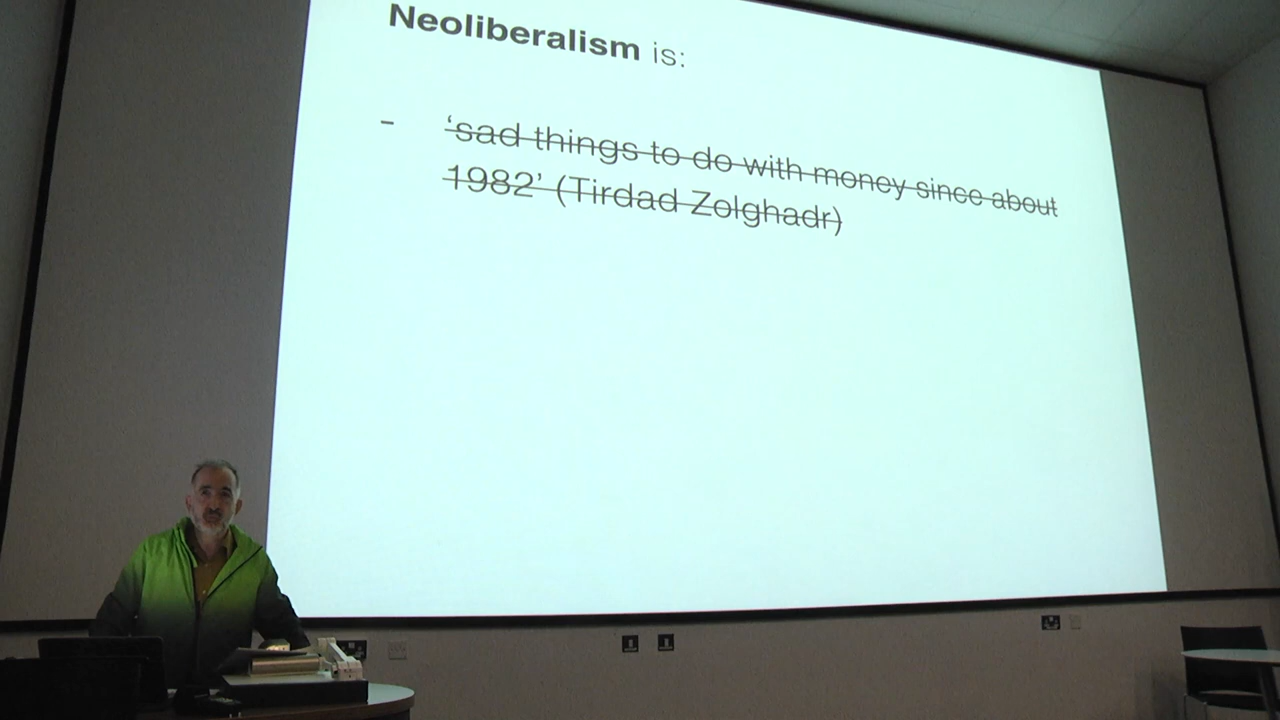 Neoliberalism is:
- ‘sad things to do with money since about
1982’ (Tirdad Zolghadr)